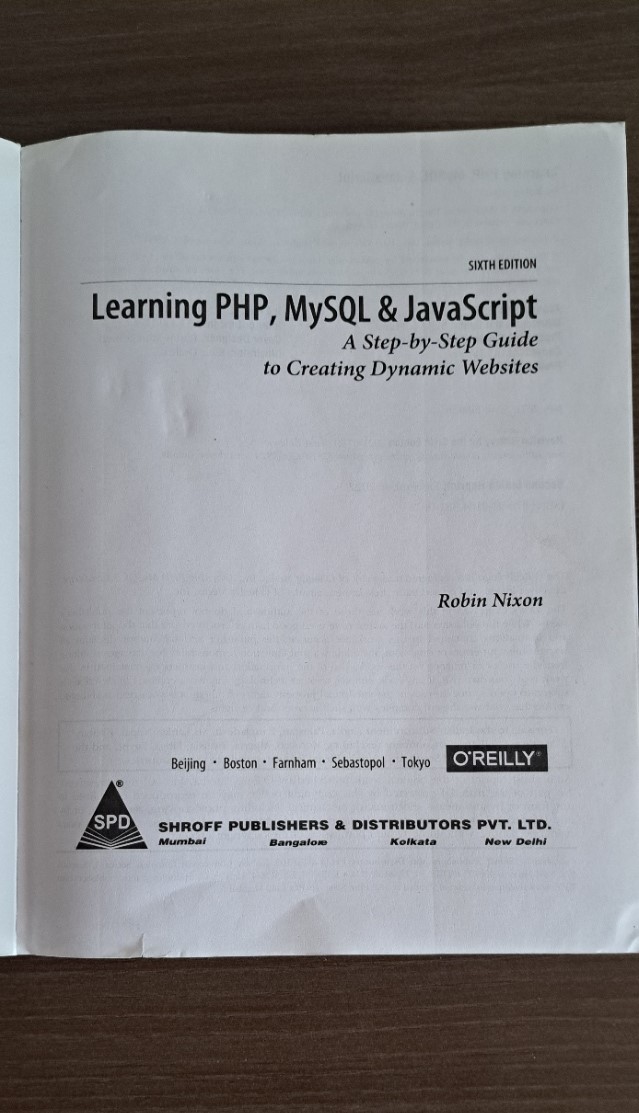 SIXTH EDITION
Learning PHP, MySQL & JavaScript
A Step-by-Step Guide
to Creating Dynamic Websites
Robin Nixon
Beijing · Boston · Farnham · Sebastopol · Tokyo O'REILLY®
®
SPD
SHROFF PUBLISHERS & DISTRIBUTORS PVT. LTD.
Mumbai Bangalore Kolkata New Delhi